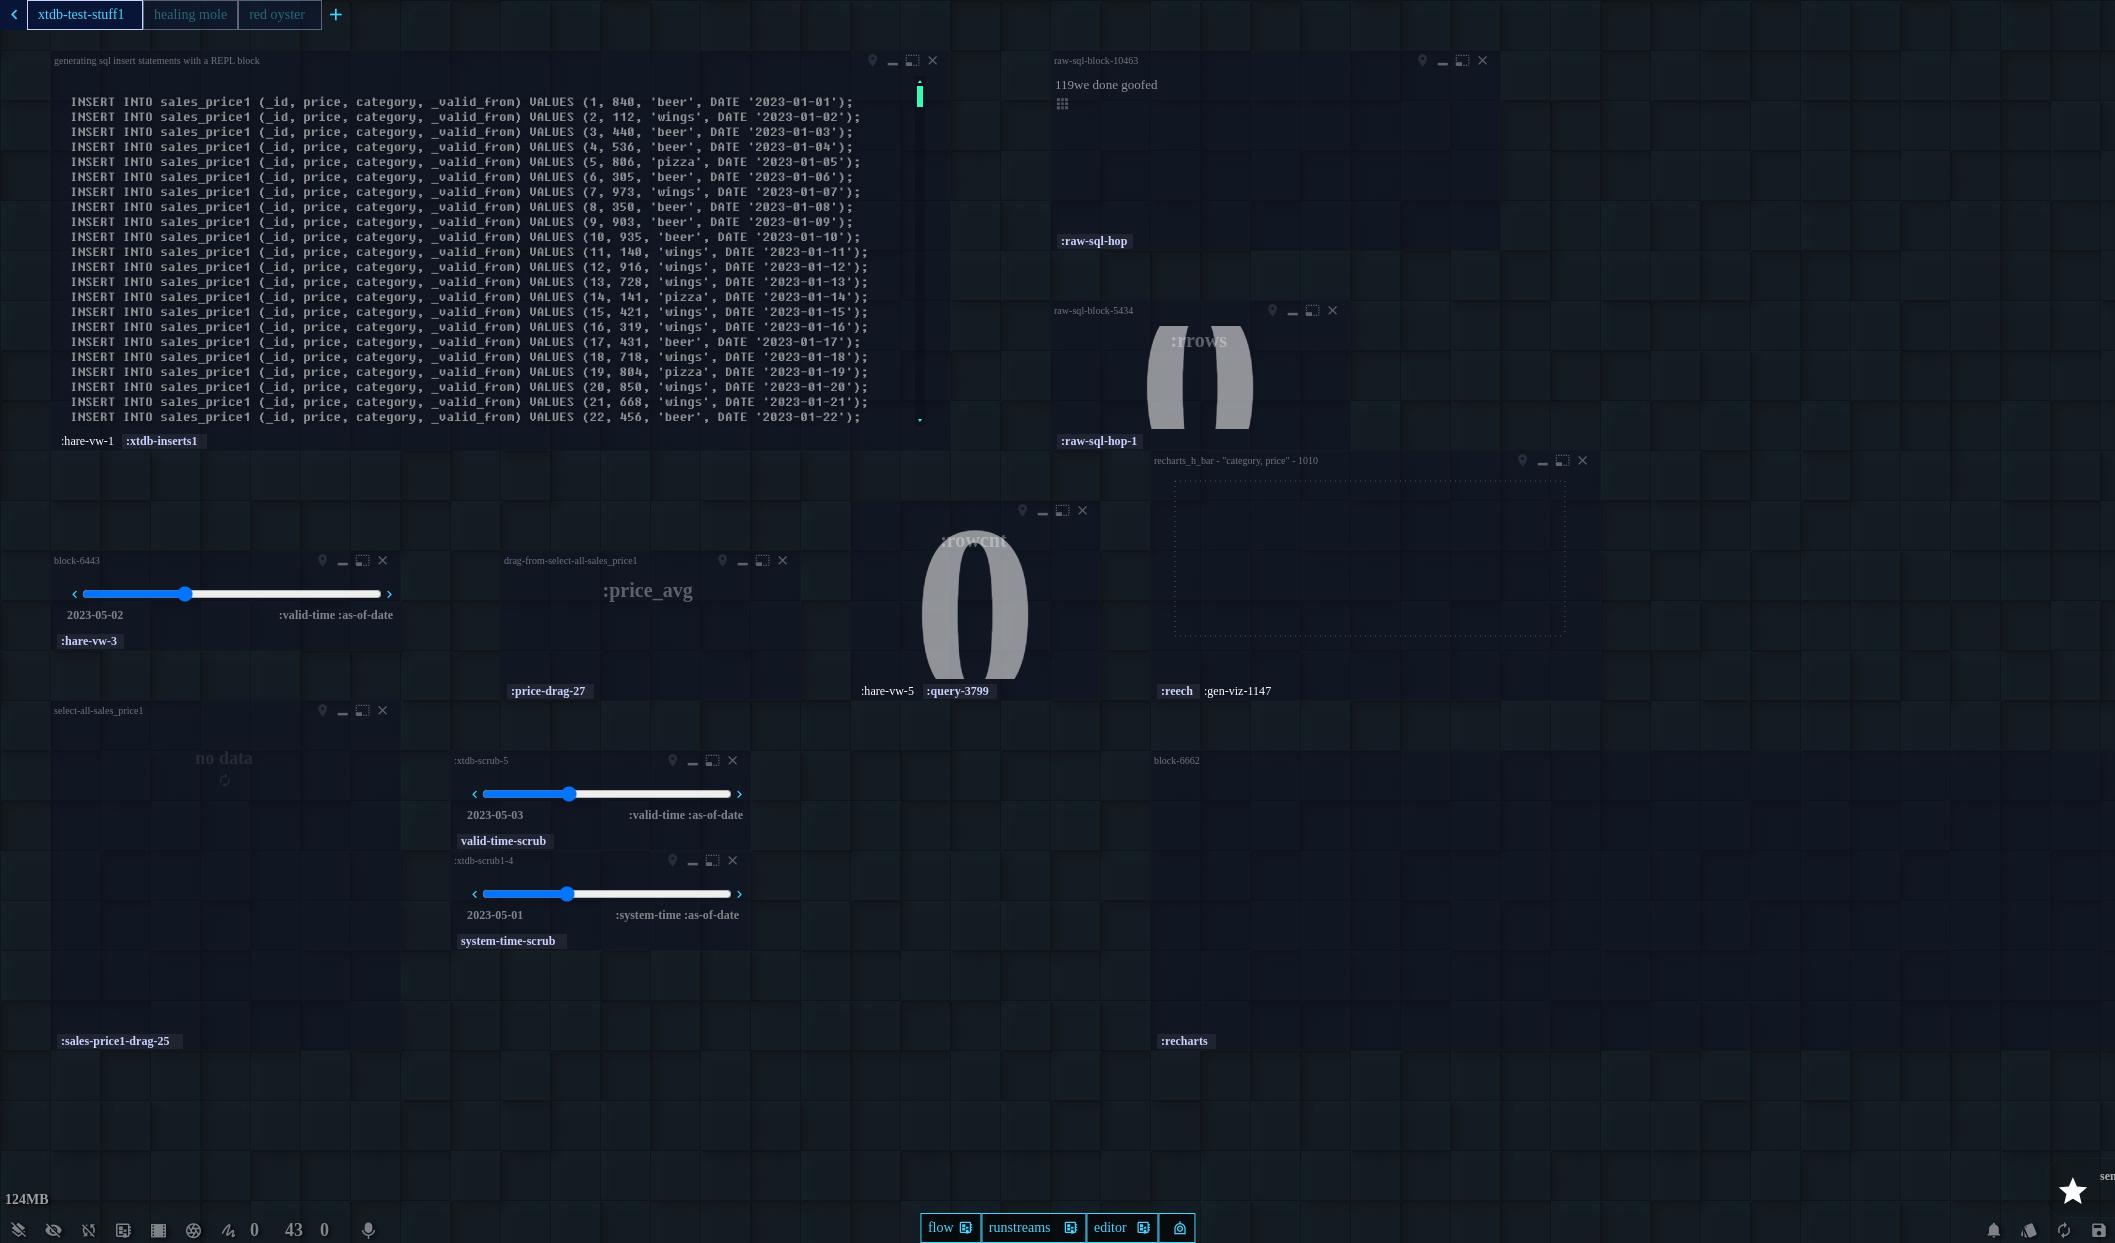 xtdb-test-stuff1
healing mole
red oyster
generating sql insert statements with a REPL block
INSERT INTO sales_price1 (_id, price, category, _valid_from) VALUES (1, 840, 'beer', DATE '2023-01-01');
INSERT INTO sales_price1 (_id, price, category, _valid_from) VALUES (2, 112, 'wings', DATE '2023-01-02');
INSERT INTO sales_price1 (_id, price, category, _valid_from) VALUES (3, 440, 'beer', DATE '2023-01-03');
INSERT INTO sales_price1 (_id, price, category, _valid_from) VALUES (4, 536, 'beer', DATE '2023-01-04');
INSERT INTO sales_price1 (_id, price, category, _valid_from) VALUES (5, 806, 'pizza', DATE '2023-01-05');
INSERT INTO sales_price1 (_id, price, category, _valid_from) VALUES (6, 305, 'beer', DATE '2023-01-06');
INSERT INTO sales_price1 (_id, price, category, _valid_from) VALUES (7, 973, 'wings', DATE '2023-01-07');
INSERT INTO sales_price1 (_id, price, category, _valid_from) VALUES (8, 350, 'beer', DATE '2023-01-08');
INSERT INTO sales_price1 (_id, price, category, _valid_from) VALUES (9, 903, 'beer', DATE '2023-01-09');
INSERT INTO sales_price1 (_id, price, category, _valid_from) VALUES (10, 935, 'beer', DATE '2023-01-10');
INSERT INTO sales_price1 (_id, price, category, _valid_from) VALUES (11, 140, 'wings', DATE '2023-01-11');
INSERT INTO sales_price1 (_id, price, category, _valid_from) VALUES (12, 916, 'wings', DATE '2023-01-12');
INSERT INTO sales_price1 (_id, price, category, _valid_from) VALUES (13, 728, 'wings', DATE '2023-01-13');
INSERT INTO sales_price1 (_id, price, category, _valid_from) VALUES (14, 141, 'pizza', DATE '2023-01-14');
INSERT INTO sales_price1 (_id, price, category, _valid_from) VALUES (15, 421, 'wings', DATE '2023-01-15');
INSERT INTO sales_price1 (_id, price, category, _valid_from) VALUES (16, 319, 'wings', DATE '2023-01-16');
INSERT INTO sales_price1 (_id, price, category, _valid_from) VALUES (17, 431, 'beer', DATE '2023-01-17');
INSERT INTO sales_price1 (_id, price, category, _valid_from) VALUES (18, 718, 'wings', DATE '2023-01-18');
INSERT INTO sales_price1 (_id, price, category, _valid_from) VALUES (19, 804, 'pizza', DATE '2023-01-19');
INSERT INTO sales_price1 (_id, price, category, _valid_from) VALUES (20, 850, 'wings', DATE '2023-01-20');
INSERT INTO sales_price1 (_id, price, category, _valid_from) VALUES (21, 668, 'wings', DATE '2023-01-21');
INSERT INTO sales_price1 (_id, price, category, _valid_from) VALUES (22, 456, 'beer', DATE '2023-01-22');
:hare-vw-1 :xtdb-inserts1
raw-sql-block-10463
119we done goofed
:raw-sql-hop
raw-sql-block-5434
:rrows
0
:raw-sql-hop-1
recharts_h_bar - "category, price" - 1010
:reech :gen-viz-1147
block-6443
2023-05-02
:valid-time :as-of-date
:hare-vw-3
drag-from-select-all-sales_price1
:price_avg
:price-drag-27
:rowcnt
0
:hare-vw-5 :query-3799
select-all-sales_price1
no data
:sales-price1-drag-25
:xtdb-scrub-5
2023-05-03
:valid-time :as-of-date
valid-time-scrub
:xtdb-scrub1-4
2023-05-01
:system-time :as-of-date
system-time-scrub
block-6662
:recharts
sen
124MB
0 43 0
flow
runstreams
editor